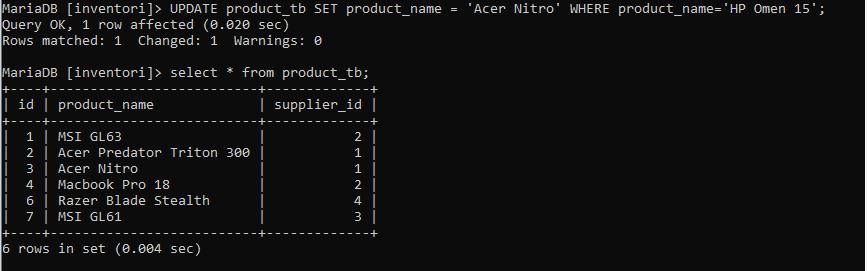 MariaDB [inventori]> UPDATE product_tb SET product_name = 'Acer Nitro' WHERE product_name='HP Omen 15';
Query OK, 1 row affected (0.020 sec)
Rows matched: 1  Changed: 1  Warnings: 0

MariaDB [inventori]> select * from product_tb;
+----+--------------------------+-------------+
| id | product_name             | supplier_id |
+----+--------------------------+-------------+
|  1 | MSI GL63                 |           2 |
|  2 | Acer Predator Triton 300 |           1 |
|  3 | Acer Nitro               |           1 |
|  4 | Macbook Pro 18           |           2 |
|  6 | Razer Blade Stealth      |           4 |
|  7 | MSI GL61                 |           3 |
+----+--------------------------+-------------+
6 rows in set (0.004 sec)